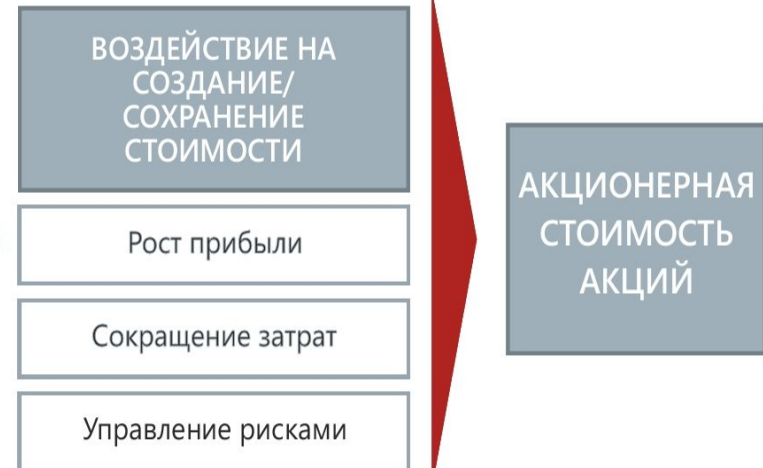 ВОЗДЕЙСТВИЕ НА
СОЗДАНИЕ/
СОХРАНЕНИЕ
СТОИМОСТИ
Рост прибыли
Сокращение затрат
Управление рисками
АКЦИОНЕРНАЯ
СТОИМОСТЬ
АКЦИЙ